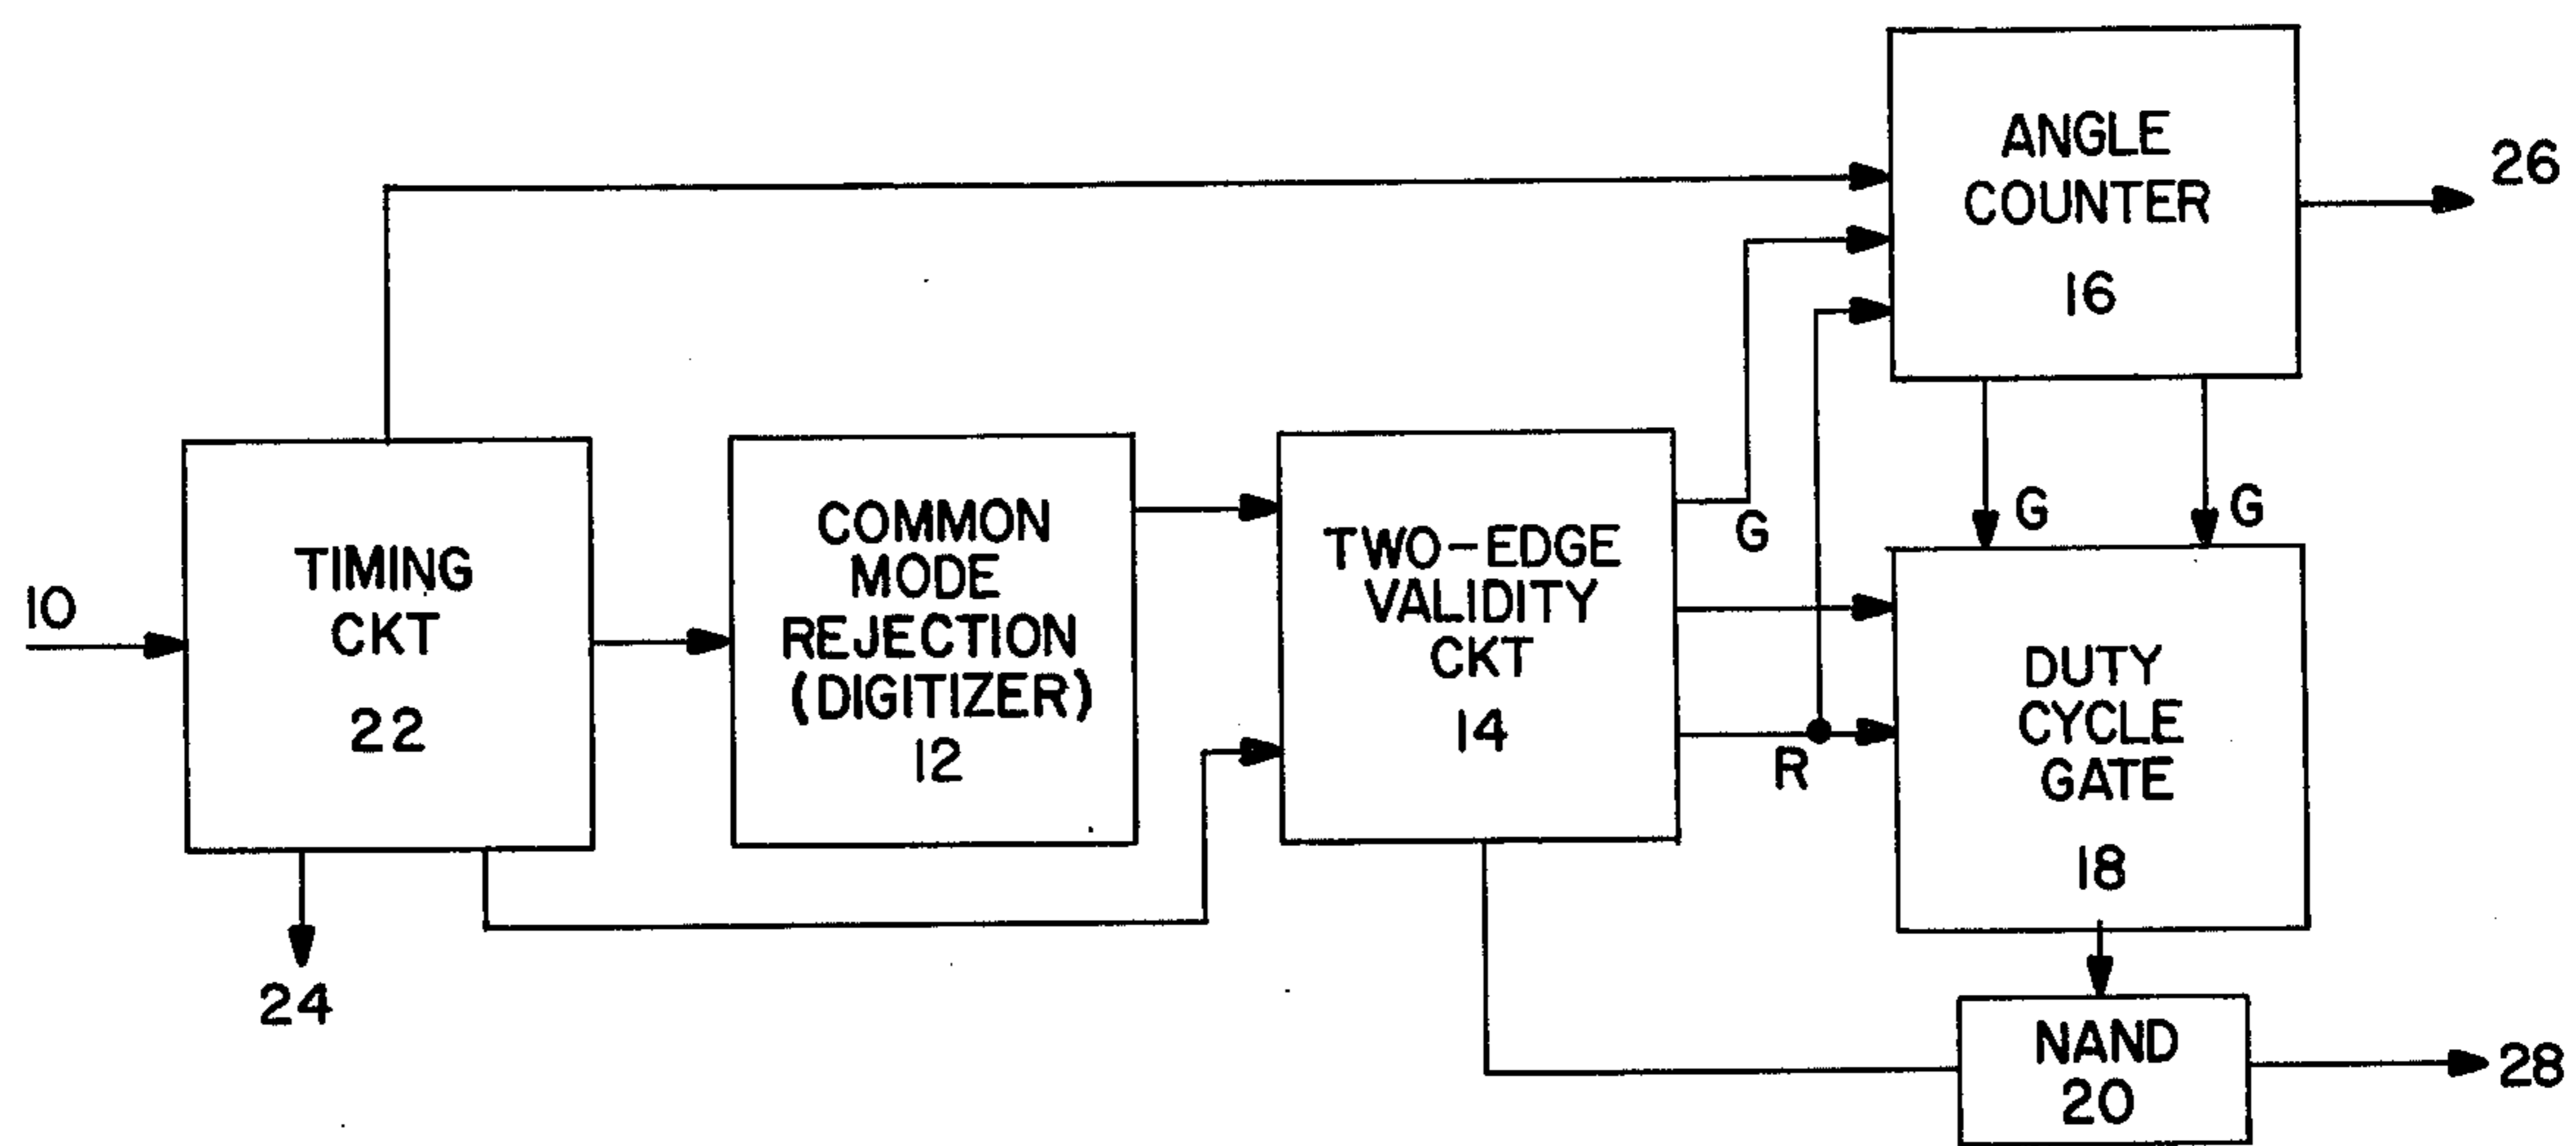 10
TIMING
CKT
22
24
COMMON
MODE
REJECTION
(DIGITIZER)
12
TWO-EDGE
VALIDITY
CKT
14
G
R
ANGLE
COUNTER
16
26
G
G
DUTY
CYCLE
GATE
18
NAND
20
28